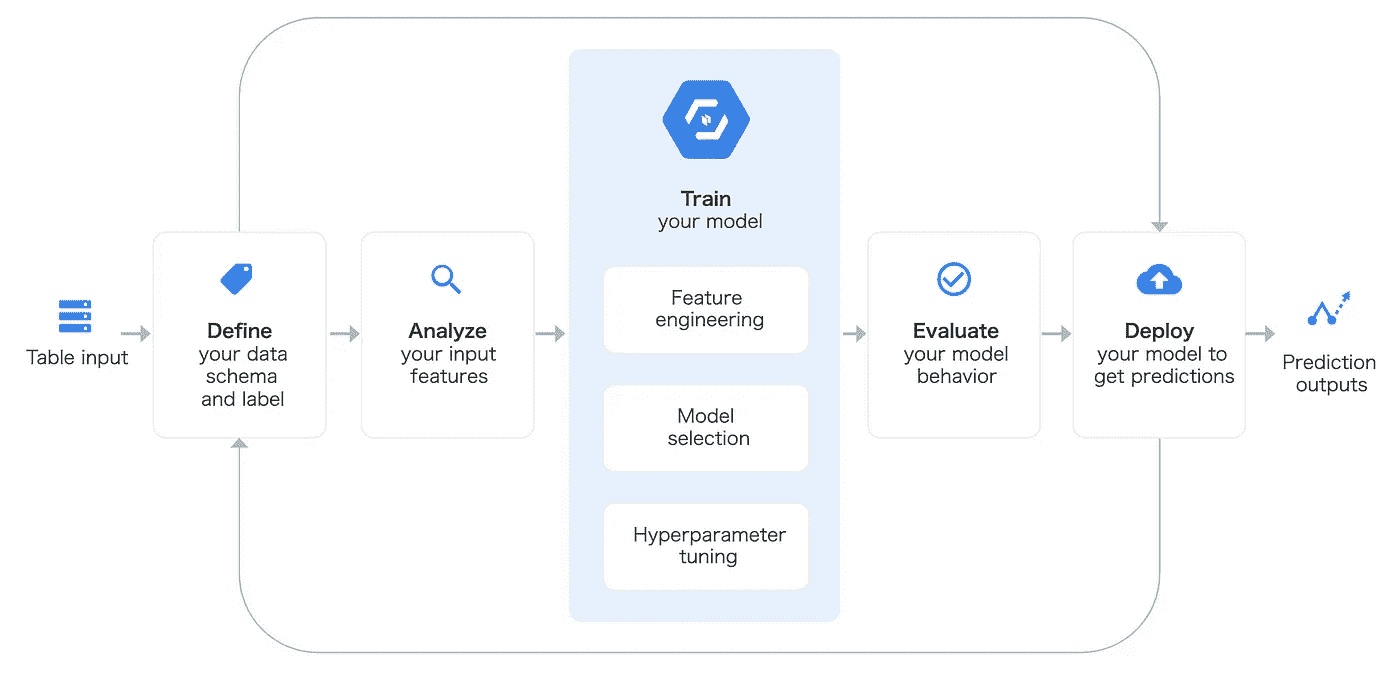 Table input
Define
your data
schema
and label
Analyze
your input
features
Train
your model
Feature
engineering
Model
selection
Hyperparameter
tuning
Evaluate
your model
behavior
Deploy
your model to
get predictions
Prediction
outputs